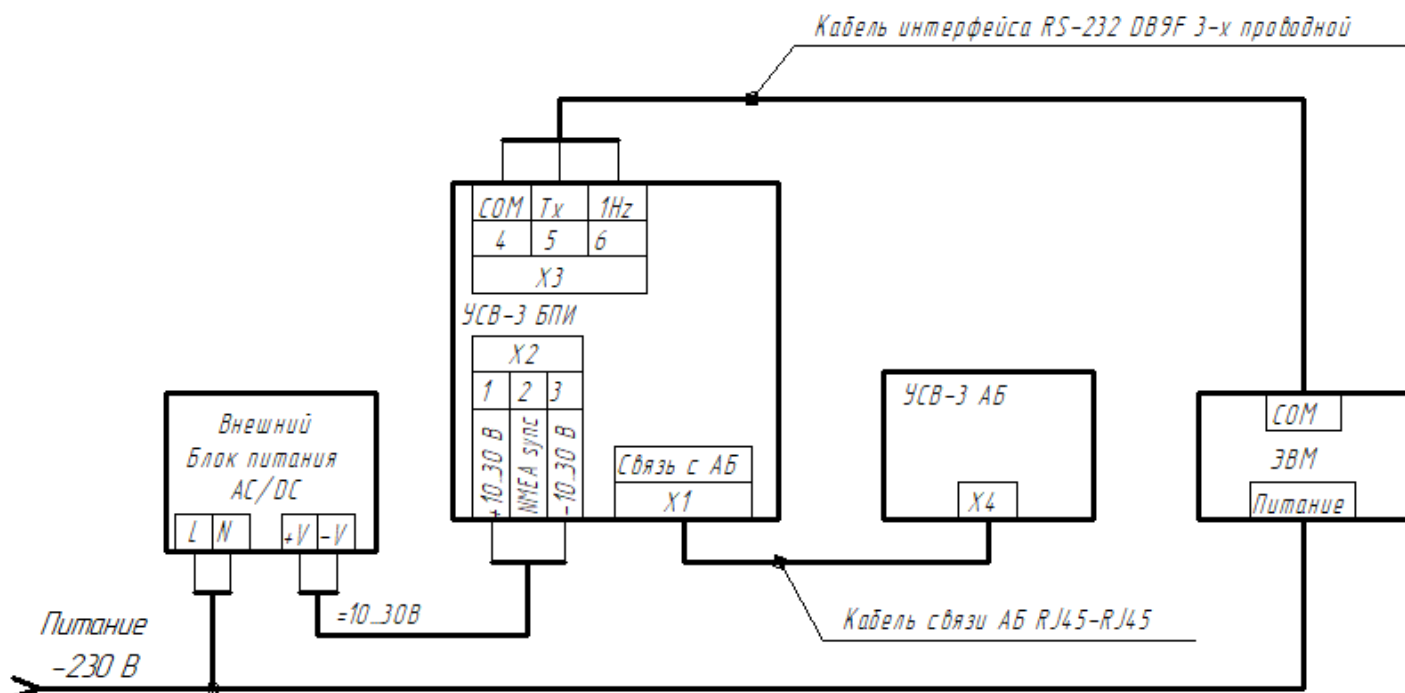 Кабель интерфейса RS-232 DB9F 3-х проводной
COM Tx 1Hz
4 5 6
X3
УСВ-3 БПИ
X2
1 2 3
+10...30 В
NMEA sync
-10...30 В
Связь с АБ
X1
УСВ-3 АБ
X4
COM
ЭВМ
Питание
Внешний
Блок питания
AC/DC
L N +V -V
=10...30В
Кабель связи АБ RJ45-RJ45
Питание
~230 В